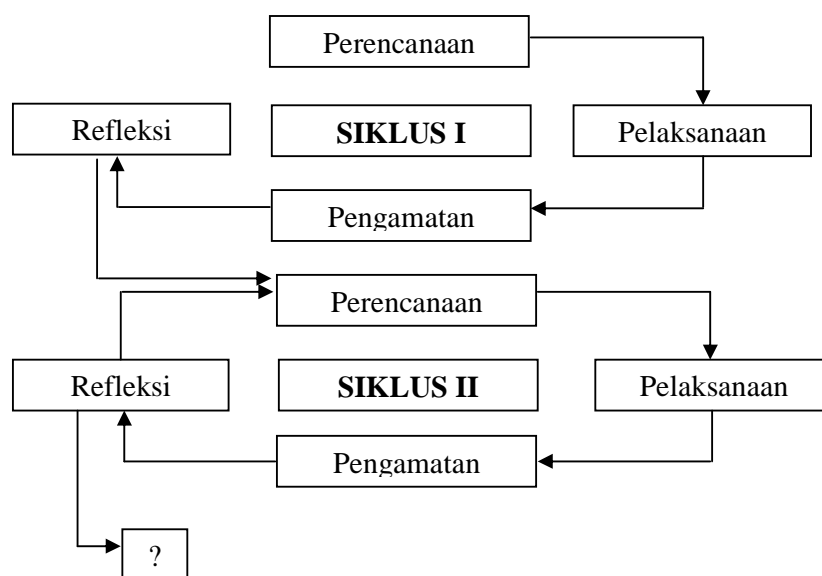 Perencanaan
Refleksi
SIKLUS I
Pelaksanaan
Pengamatan
Perencanaan
Refleksi
SIKLUS II
Pelaksanaan
Pengamatan
?